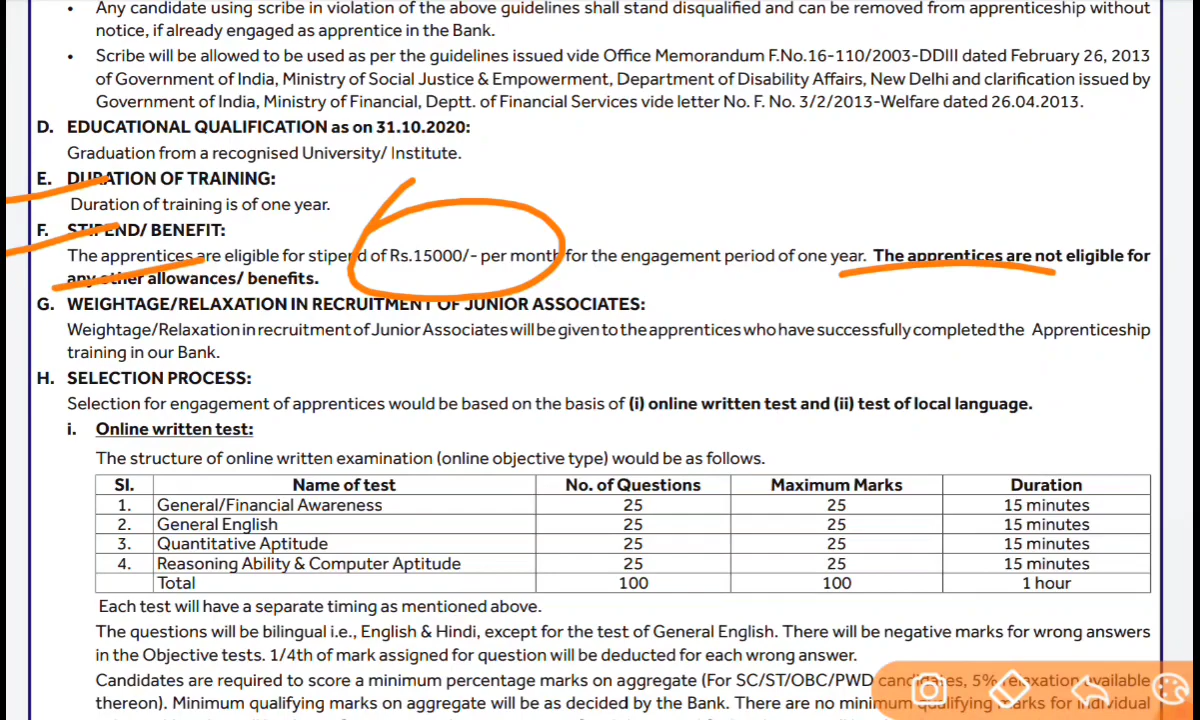 • Any candidate using scribe in violation of the above guidelines shall stand disqualified and can be removed from apprenticeship without
notice, if already engaged as apprentice in the Bank.
• Scribe will be allowed to be used as per the guidelines issued vide Office Memorandum F.No.16-110/2003-DDIII dated February 26, 2013
of Government of India, Ministry of Social Justice & Empowerment, Department of Disability Affairs, New Delhi and clarification issued by
Government of India, Ministry of Financial, Deptt. of Financial Services vide letter No. F. No. 3/2/2013-Welfare dated 26.04.2013.
D. EDUCATIONAL QUALIFICATION as on 31.10.2020:
Graduation from a recognised University/ Institute.
E. DURATION OF TRAINING:
Duration of training is of one year.
F. STIPEND/ BENEFIT:
The apprentices are eligible for stipend of Rs.15000/- per month for the engagement period of one year. The apprentices are not eligible for
any other allowances/ benefits.
G. WEIGHTAGE/RELAXATION IN RECRUITMENT OF JUNIOR ASSOCIATES:
Weightage/Relaxation in recruitment of Junior Associates will be given to the apprentices who have successfully completed the Apprenticeship
training in our Bank.
H. SELECTION PROCESS:
Selection for engagement of apprentices would be based on the basis of (i) online written test and (ii) test of local language.
i. Online written test:
The structure of online written examination (online objective type) would be as follows.
Sl. Name of test No. of Questions Maximum Marks Duration
1. General/Financial Awareness 25 25 15 minutes
2. General English 25 25 15 minutes
3. Quantitative Aptitude 25 25 15 minutes
4. Reasoning Ability & Computer Aptitude 25 25 15 minutes
Total 100 100 1 hour
Each test will have a separate timing as mentioned above.
The questions will be bilingual i.e., English & Hindi, except for the test of General English. There will be negative marks for wrong answers
in the Objective tests. 1/4th of mark assigned for question will be deducted for each wrong answer.
Candidates are required to score a minimum percentage marks on aggregate (For SC/ST/OBC/PWD candidates, 5% relaxation available
thereon). Minimum qualifying marks on aggregate will be as decided by the Bank. There are no minimum qualifying marks for individual